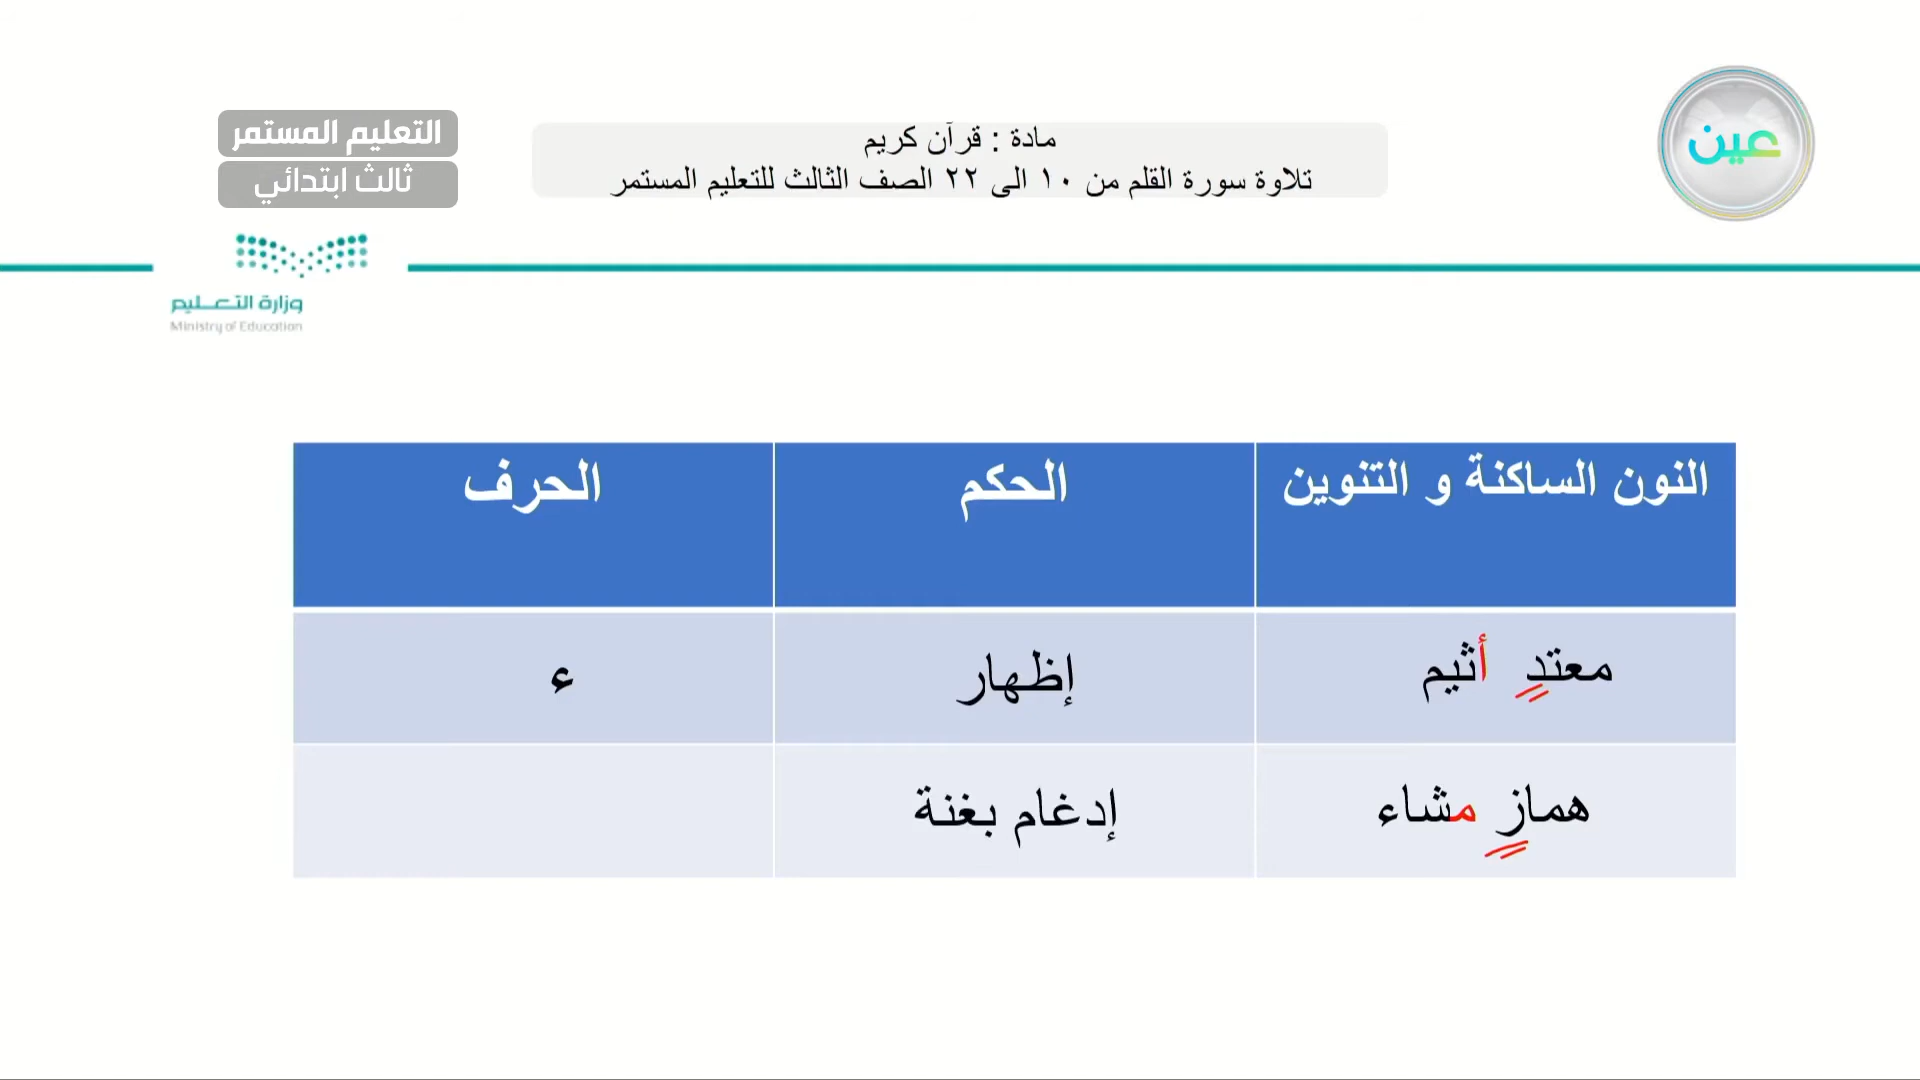 عين
مادة : قرآن كريم
تلاوة سورة القلم من ١٠ الى ٢٢ الصف الثالث للتعليم المستمر
التعليم المستمر
ثالث ابتدائي
وزارة التعـــليم
Ministry of Education
النون الساكنة و التنوين الحكم الحرف
معتدٍ أثيم إظهار ء
همازٍ مشاء إدغام بغنة